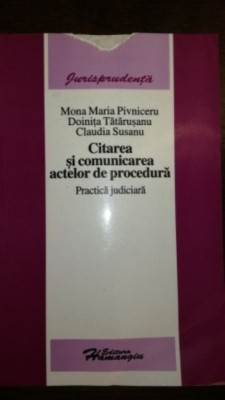 Jurisprudență
Mona Maria Pivniceru
Doinița Tătărușanu
Claudia Susanu
Citarea
și comunicarea
actelor de procedură
Practică judiciară
Editura
Hamangiu